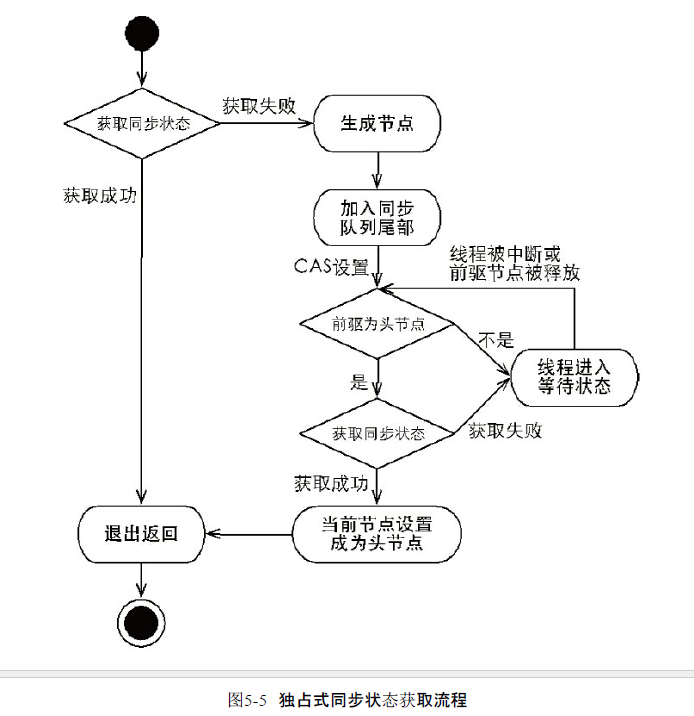 获取同步状态
获取失败
生成节点
获取成功
加入同步
队列尾部
CAS设置
线程被中断或
前驱节点被释放
前驱为头节点
不是
线程进入
等待状态
是
获取同步状态
获取失败
获取成功
退出返回
当前节点设置
成为头节点
图5-5 独占式同步状态获取流程